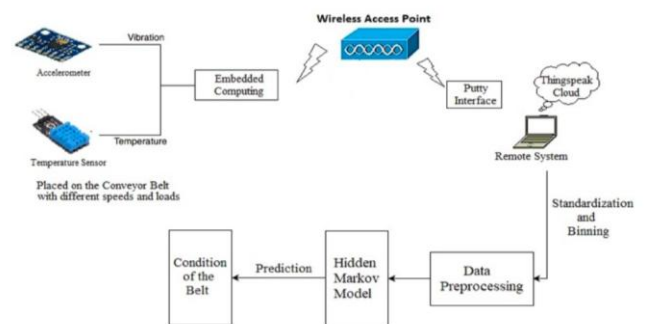 Wireless Access Point
Vibration
Accelerometer
Embedded
Computing
Putty
Interface
Thingspeak
Cloud
Temperature
Temperature Sensor
Remote System
Placed on the Conveyor Belt
with different speeds and loads
Standardization
and
Binning
Condition
of the
Belt
Prediction
Hidden
Markov
Model
Data
Preprocessing